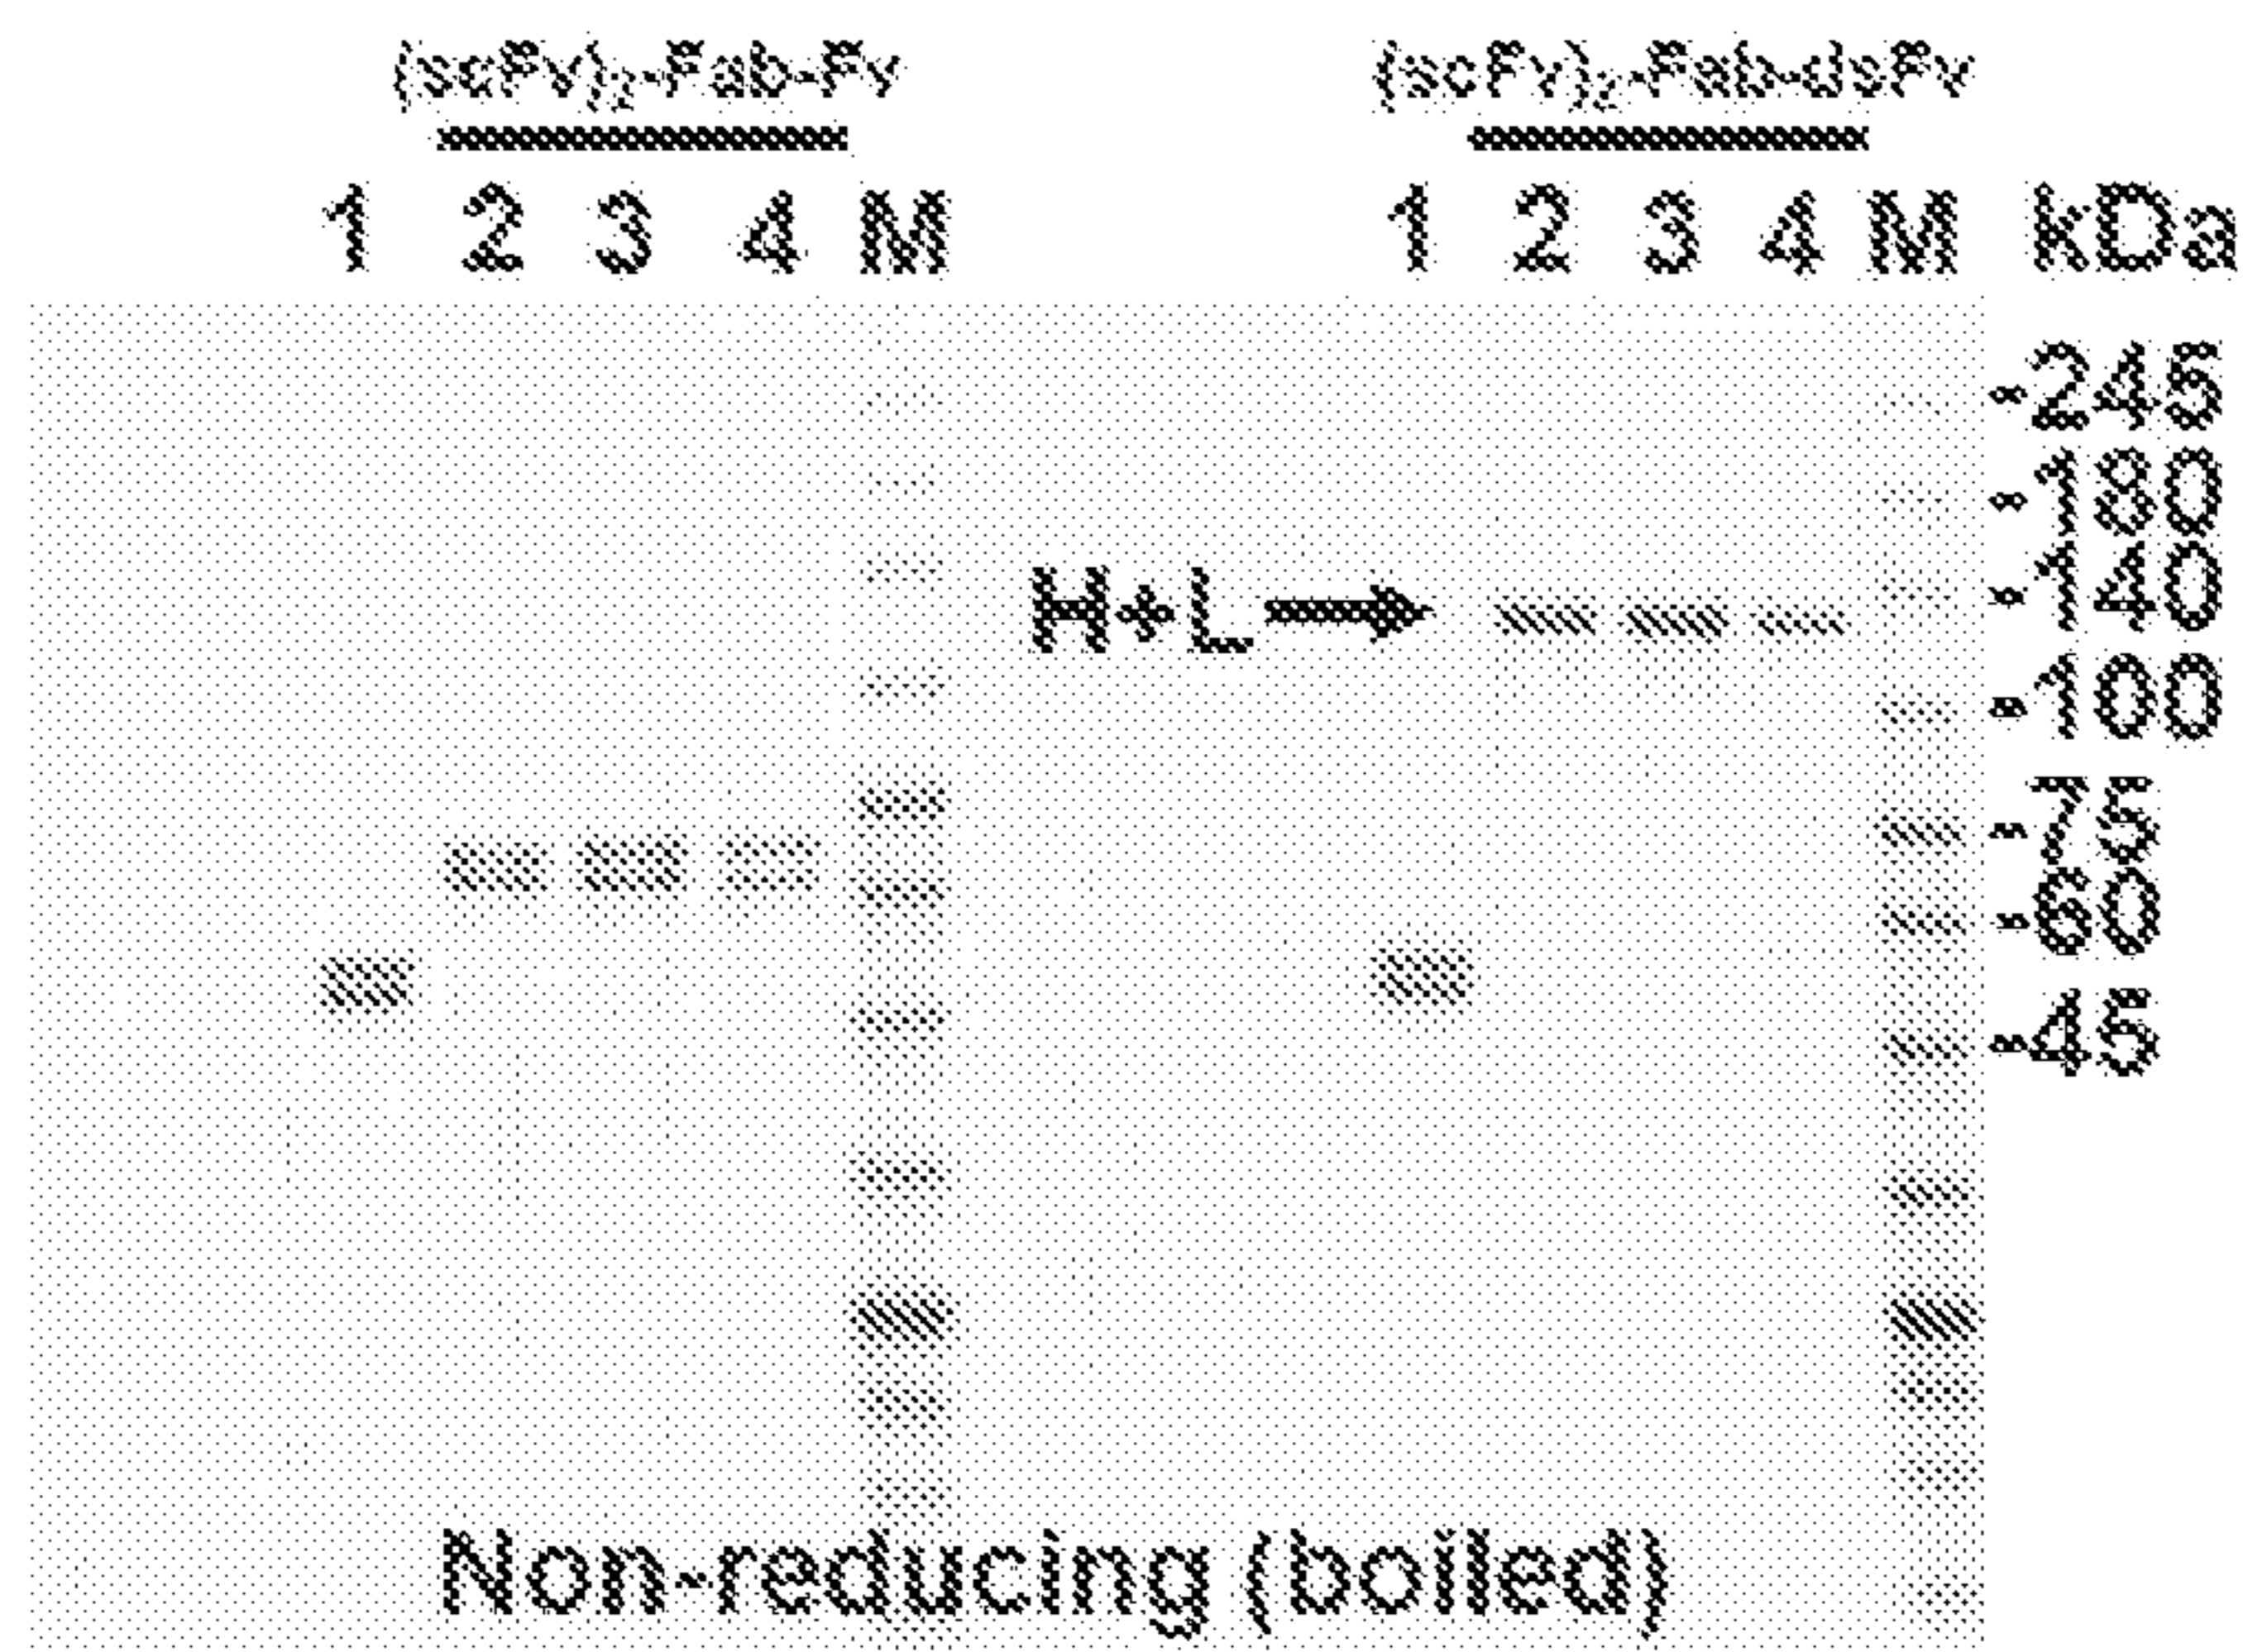 (scFv)₂-Fab-Fv (scFv)₂-Fab-dsFv
1 2 3 4 M 1 2 3 4 M kDa
-245
-180
H+L→ -140
-100
-75
-60
-45
Non-reducing (boiled)